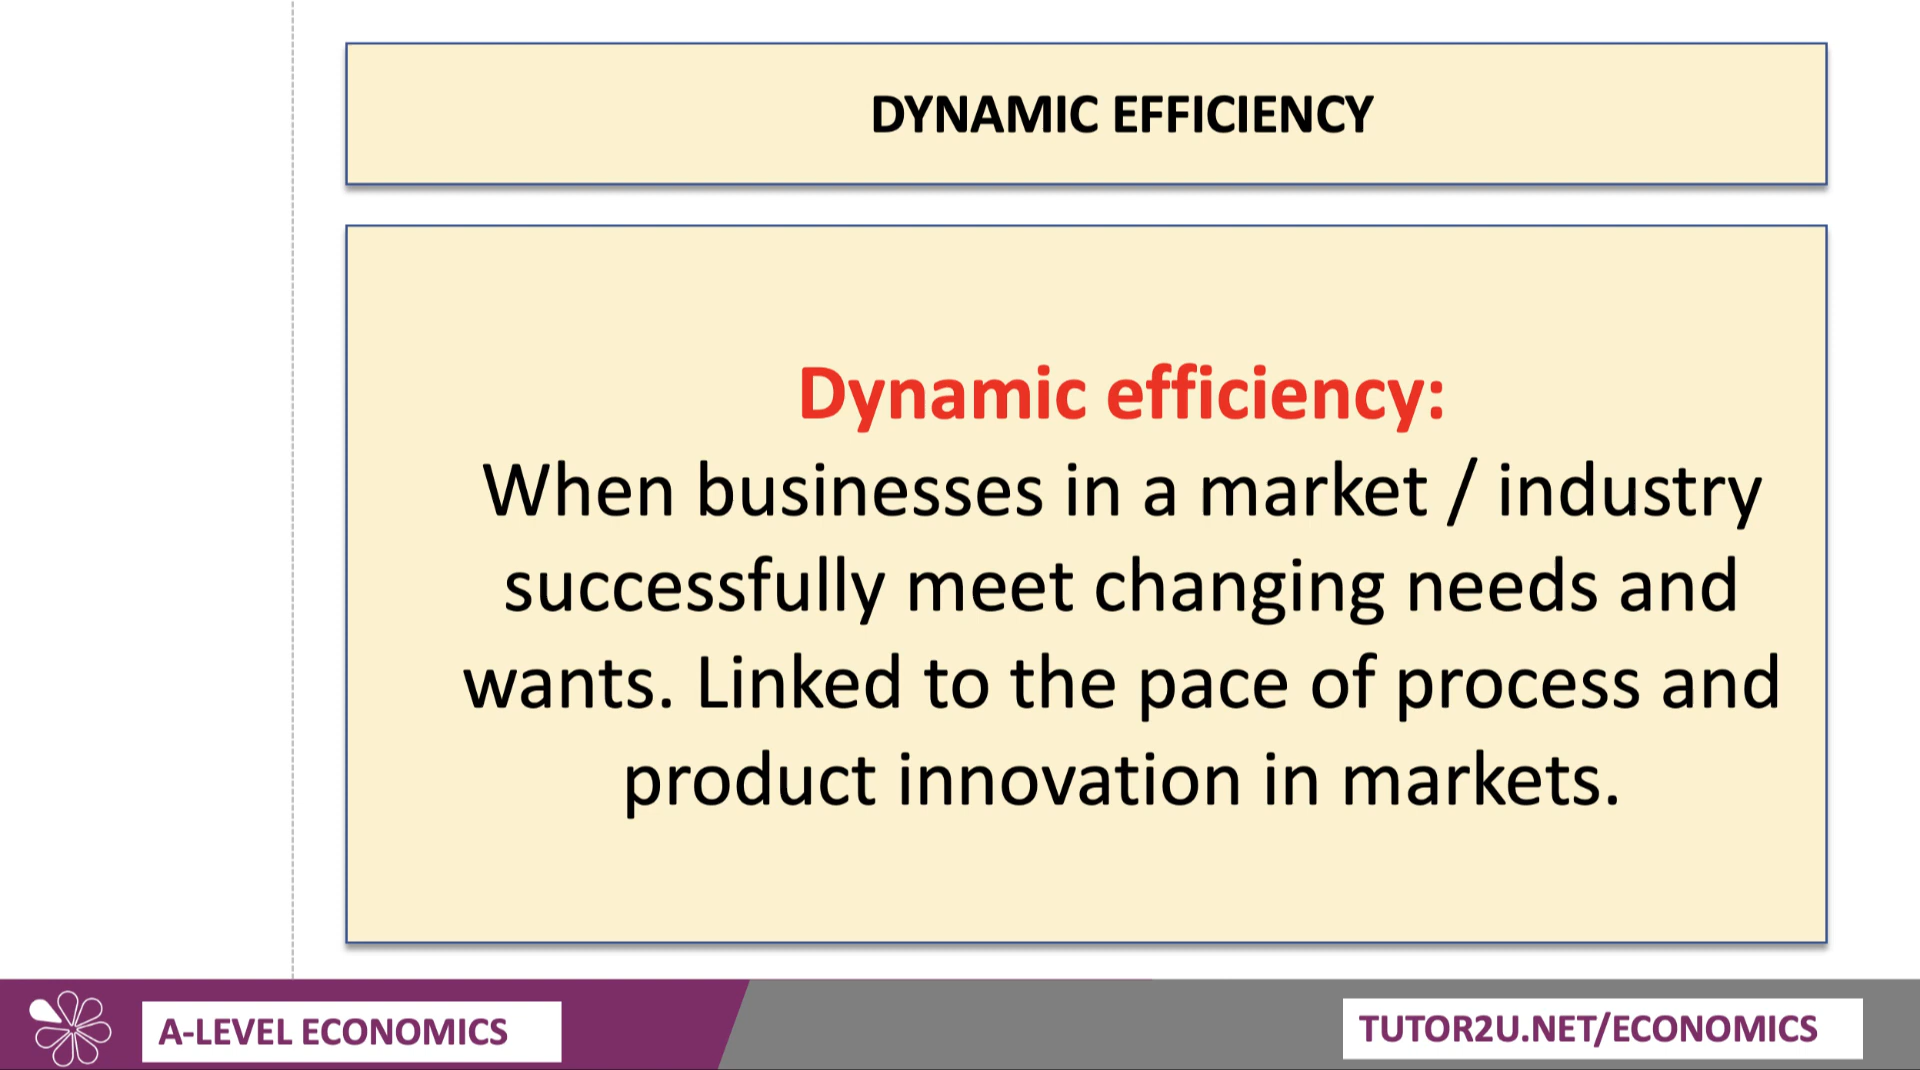 DYNAMIC EFFICIENCY
Dynamic efficiency:
When businesses in a market / industry
successfully meet changing needs and
wants. Linked to the pace of process and
product innovation in markets.
A-LEVEL ECONOMICS
TUTOR2U.NET/ECONOMICS